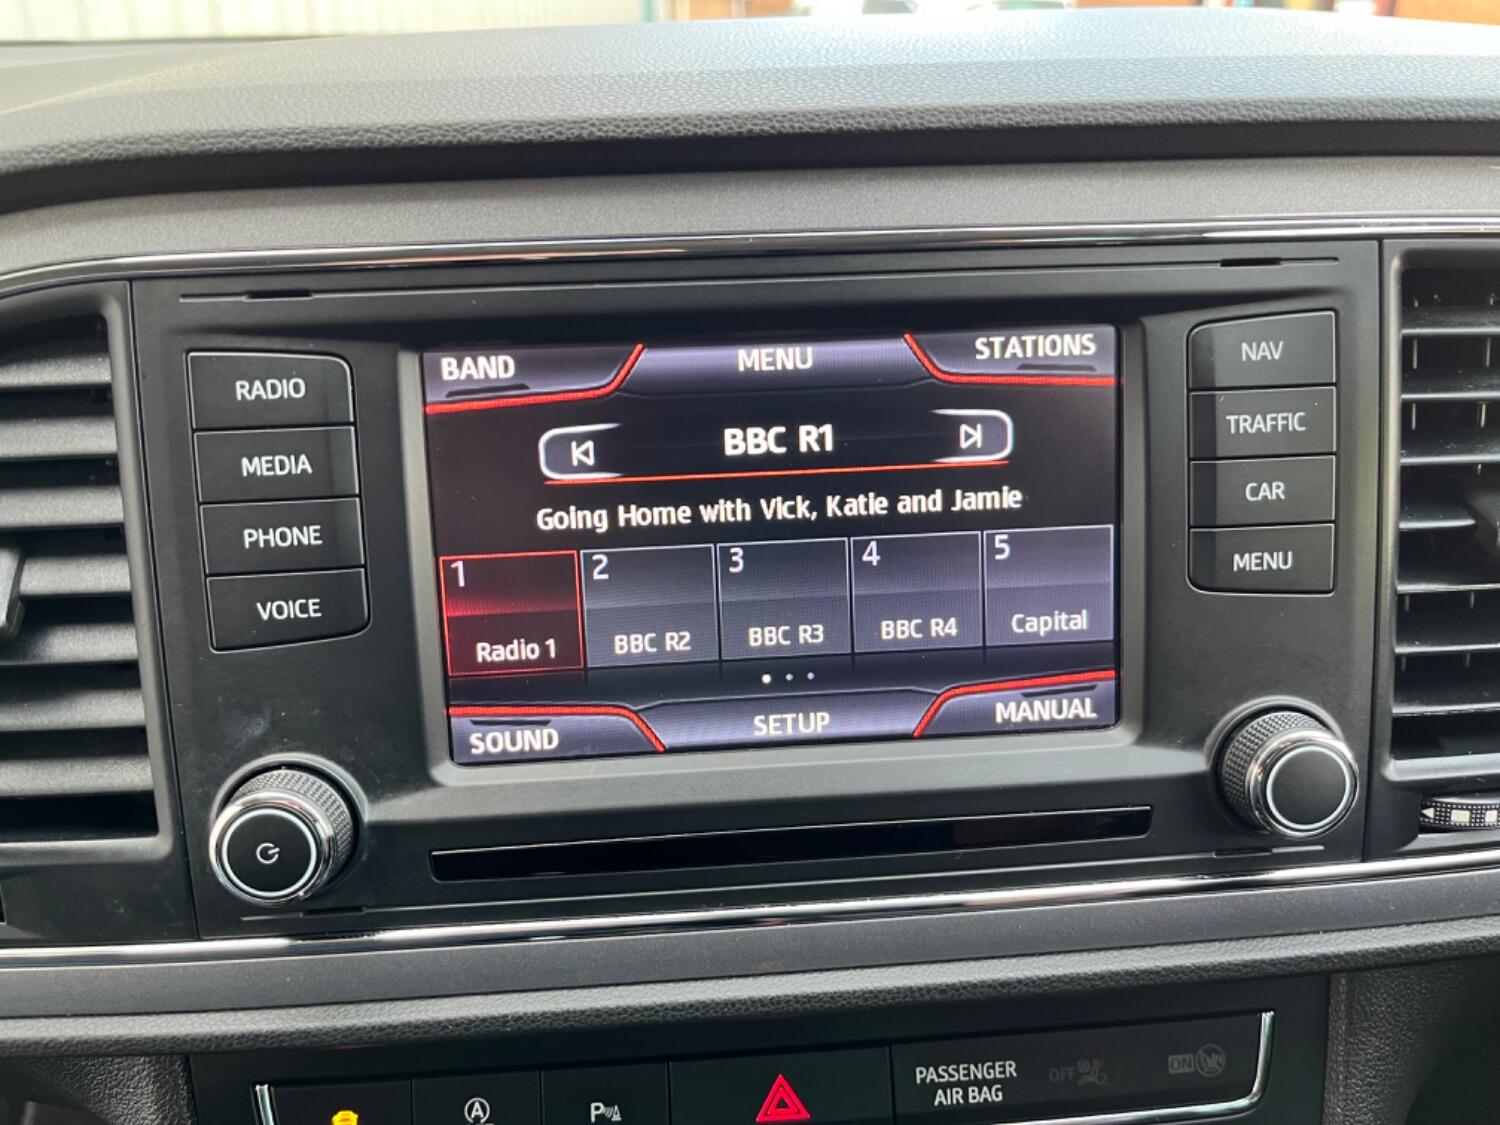 BAND
MENU
STATIONS
RADIO
MEDIA
PHONE
VOICE
NAV
TRAFFIC
CAR
MENU
BBC R1
Going Home with Vick, Katie and Jamie
1
2
3
4
5
Radio 1
BBC R2
BBC R3
BBC R4
Capital
SOUND
SETUP
MANUAL
A
P
PASSENGER
AIR BAG
OFF
2
ON